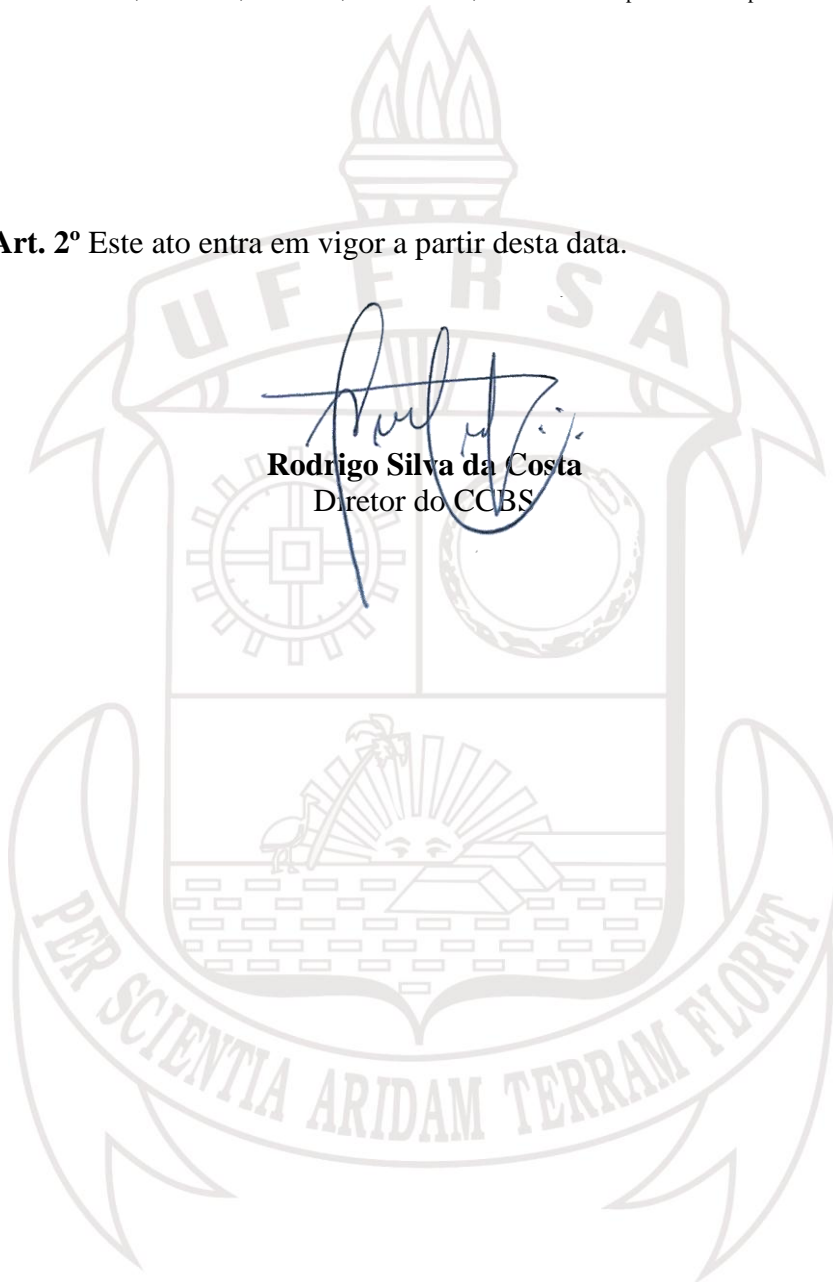 Art. 2º Este ato entra em vigor a partir desta data.
UFERSA
Rodrigo Silva da Costa
Diretor do CCBS
PER SCIENTIA ARIDAM TERRAM FLORET